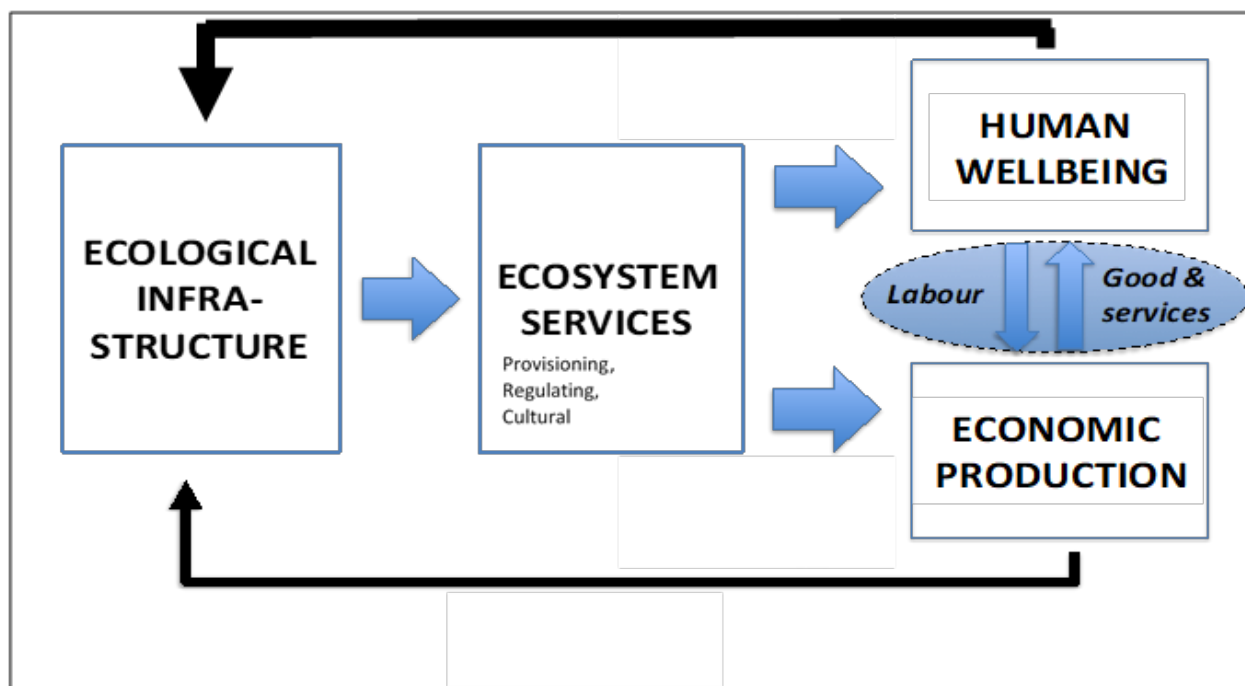 ECOLOGICAL
INFRA-
STRUCTURE
ECOSYSTEM
SERVICES
Provisioning,
Regulating,
Cultural
HUMAN
WELLBEING
Labour
Good &
services
ECONOMIC
PRODUCTION